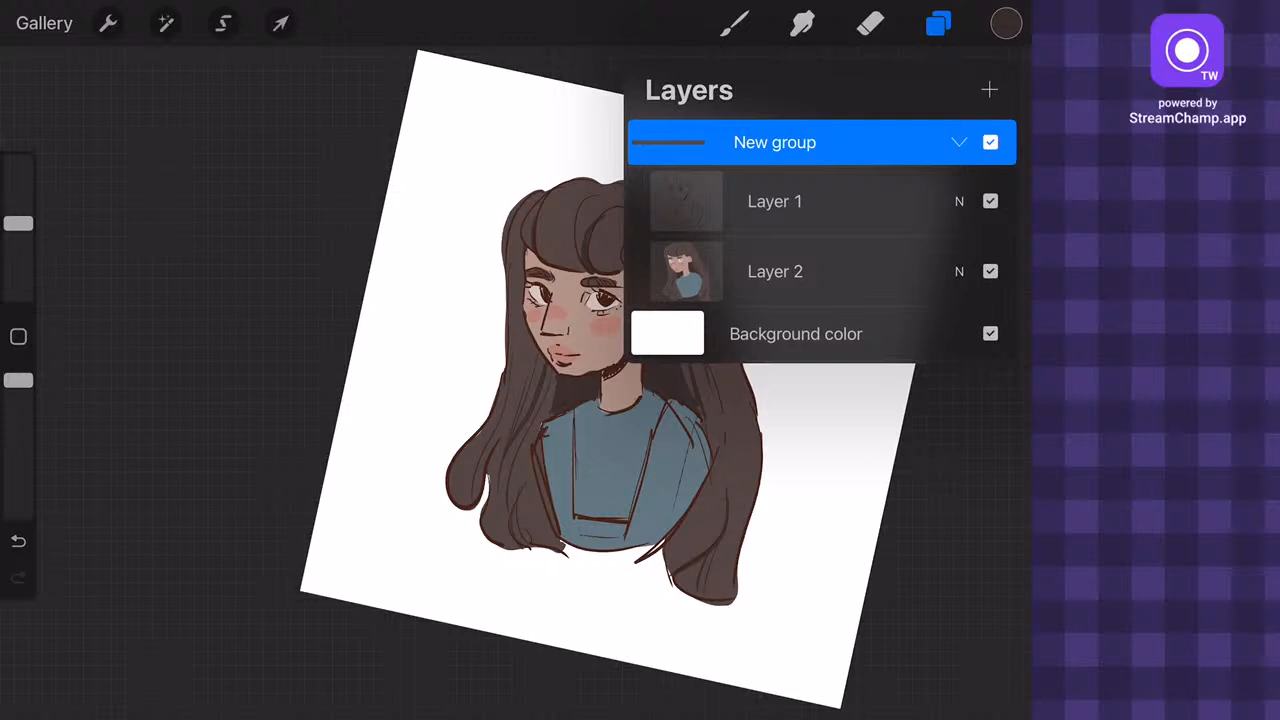 Gallery
Layers
New group
Layer 1 N
Layer 2 N
Background color
TW
powered by
StreamChamp.app